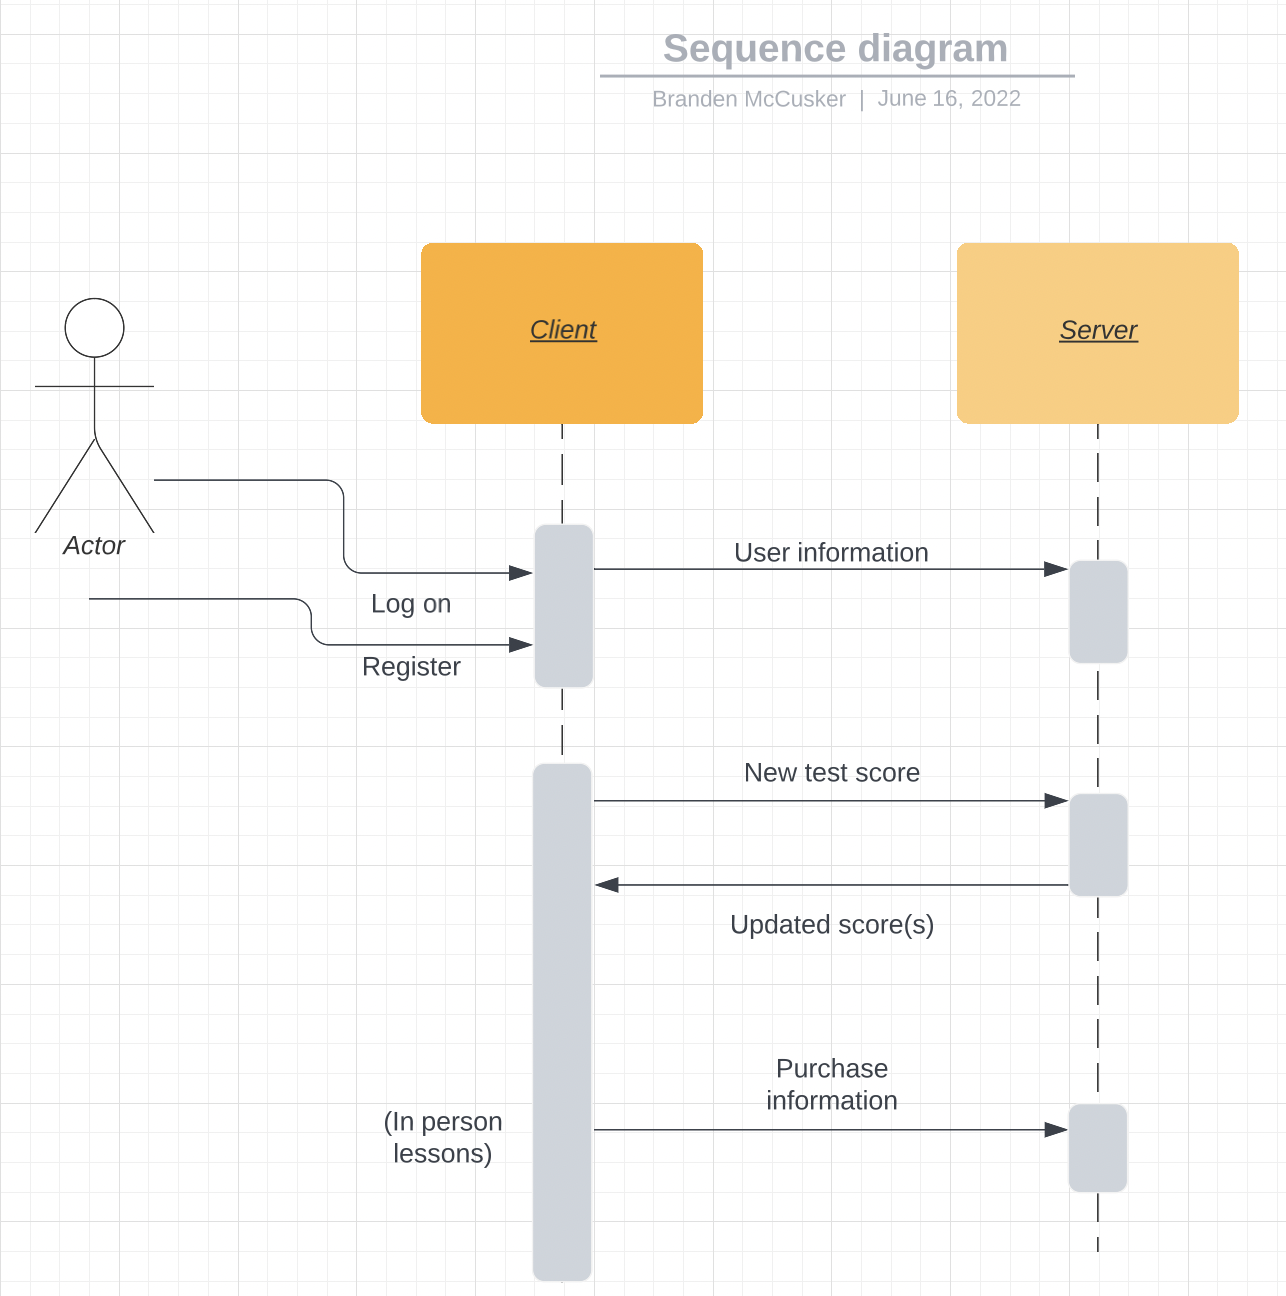 Sequence diagram
Branden McCusker | June 16, 2022
Client
Server
Actor
User information
Log on
Register
New test score
Updated score(s)
Purchase
information
(In person
lessons)